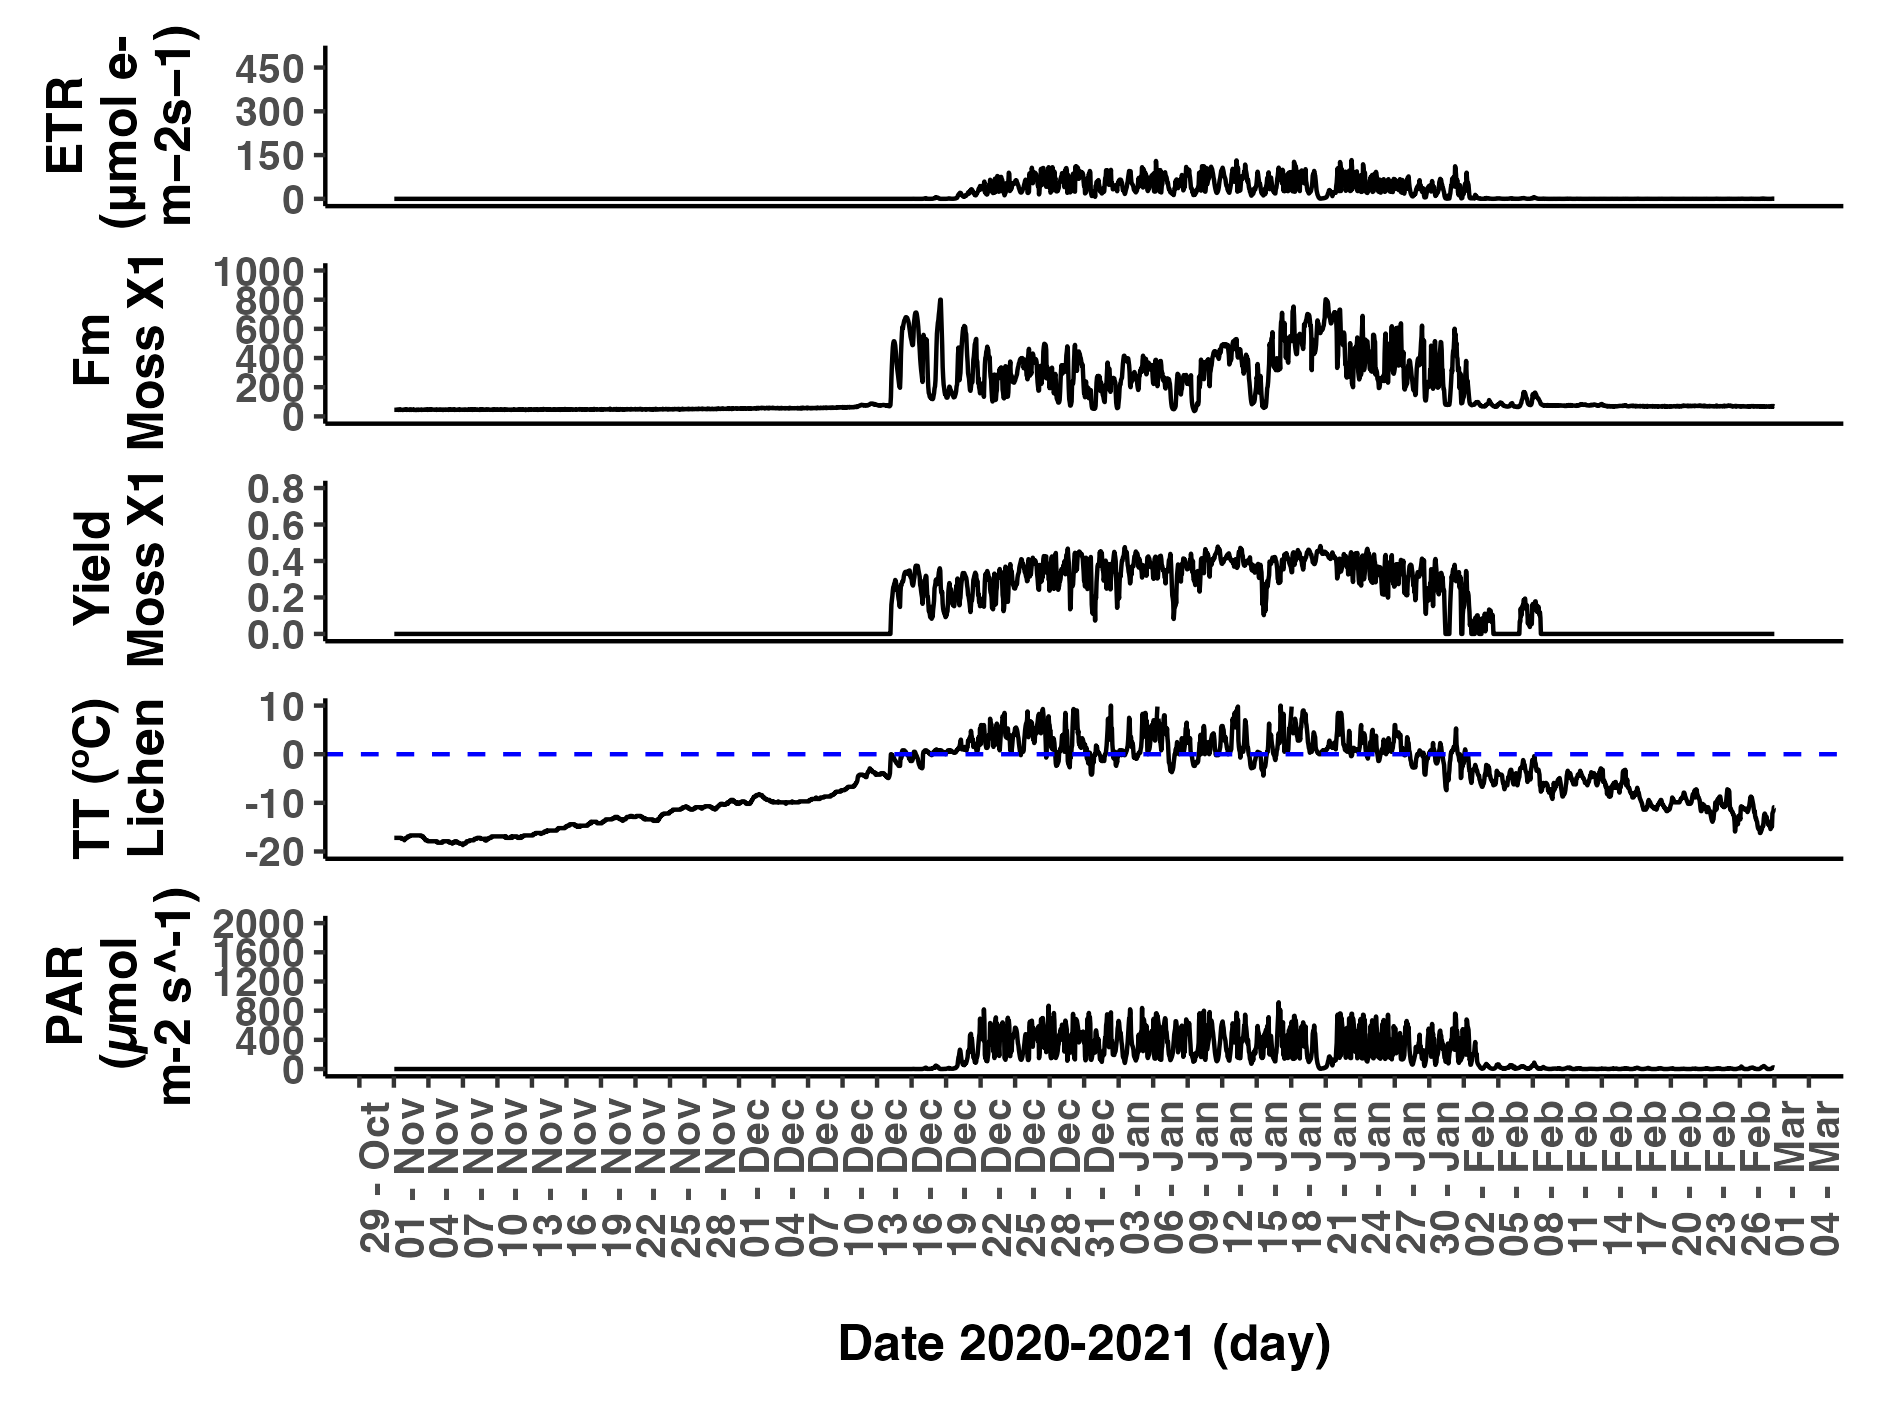 ETR
(µmol e-
m−2s−1)
450
300
150
0
Fm
Moss X1
1000
800
600
400
200
0
Yield
Moss X1
0.8
0.6
0.4
0.2
0.0
TT (ºC)
Lichen
10
0
-10
-20
PAR
(µmol
m-2 s^-1)
2000
1600
1200
800
400
0
29 - Oct
01 - Nov
04 - Nov
07 - Nov
10 - Nov
13 - Nov
16 - Nov
19 - Nov
22 - Nov
25 - Nov
28 - Nov
01 - Dec
04 - Dec
07 - Dec
10 - Dec
13 - Dec
16 - Dec
19 - Dec
22 - Dec
25 - Dec
28 - Dec
31 - Dec
03 - Jan
06 - Jan
09 - Jan
12 - Jan
15 - Jan
18 - Jan
21 - Jan
24 - Jan
27 - Jan
30 - Jan
02 - Feb
05 - Feb
08 - Feb
11 - Feb
14 - Feb
17 - Feb
20 - Feb
23 - Feb
26 - Feb
01 - Mar
04 - Mar
Date 2020-2021 (day)